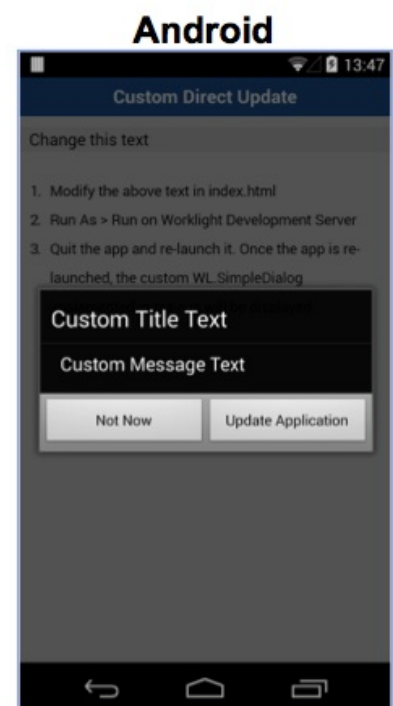 Android
13:47
Custom Direct Update
Change this text
1. Modify the above text in index.html
2. Run As > Run on Worklight Development Server
3. Quit the app and re-launch it. Once the app is re-
launched, the custom WL.SimpleDialog
Custom Title Text
Custom Message Text
Not Now
Update Application